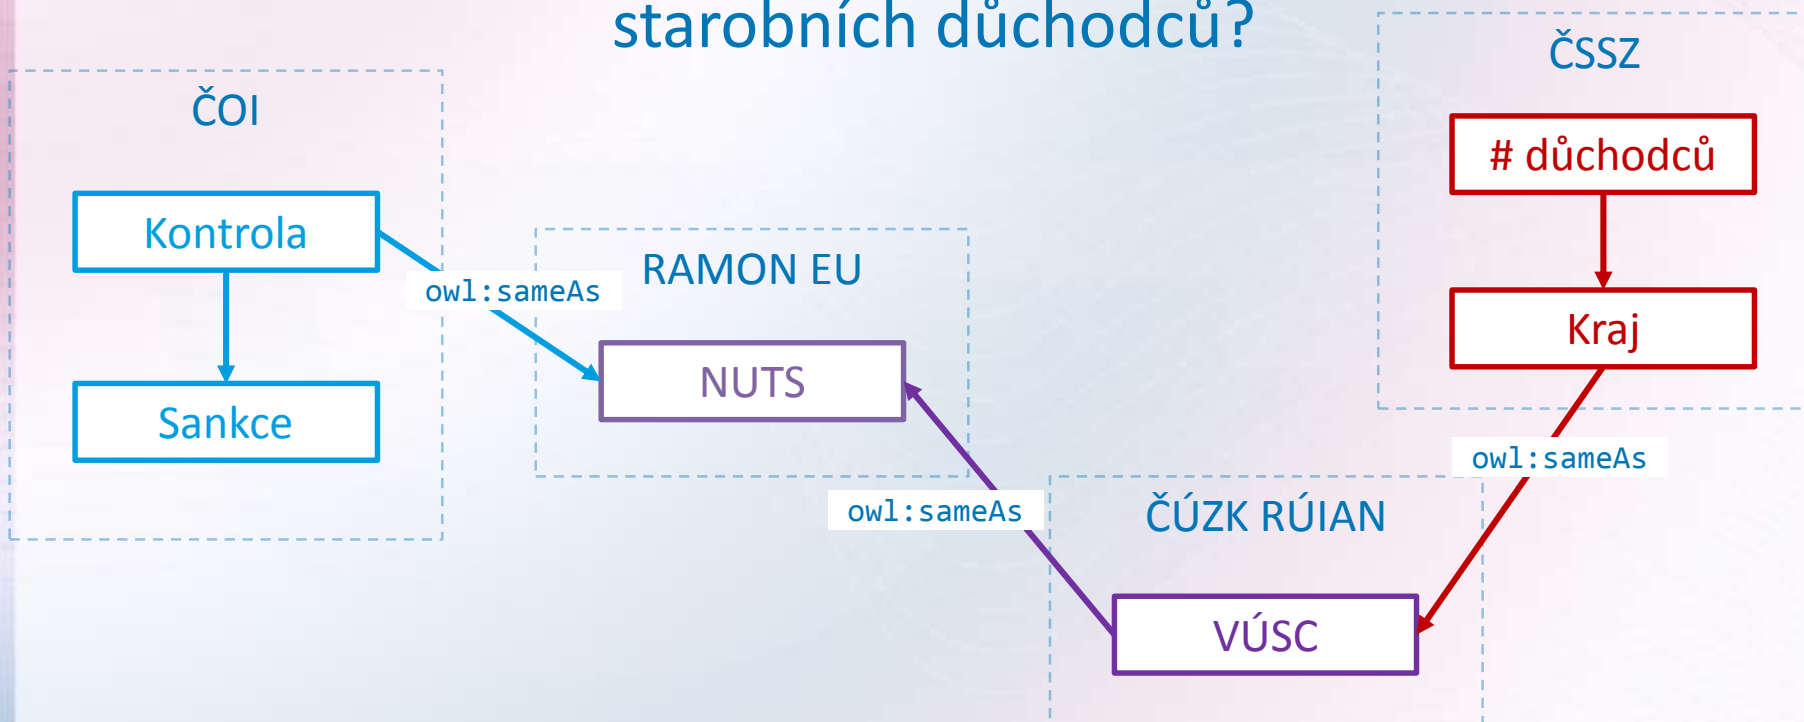 starobních důchodců?
ČOI
Kontrola
Sankce
owl:sameAs
RAMON EU
NUTS
owl:sameAs
ČÚZK RÚIAN
VÚSC
ČSSZ
# důchodců
Kraj
owl:sameAs